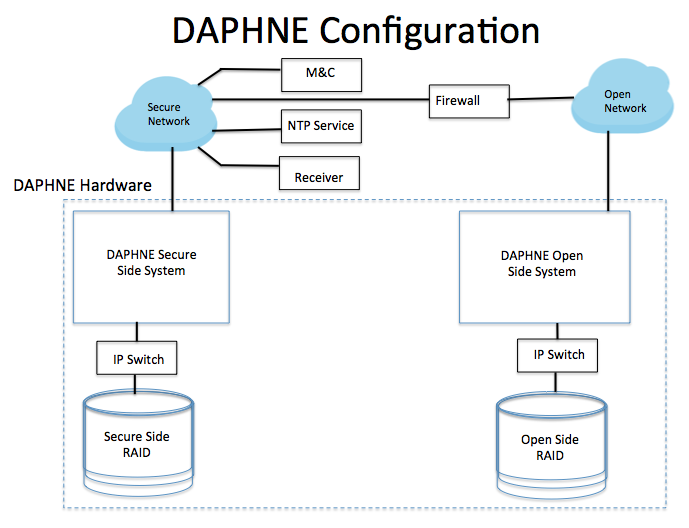 DAPHNE Configuration
M&C
Secure
Network
Firewall
Open
Network
NTP Service
Receiver
DAPHNE Hardware
DAPHNE Secure
Side System
DAPHNE Open
Side System
IP Switch
IP Switch
Secure Side
RAID
Open Side
RAID